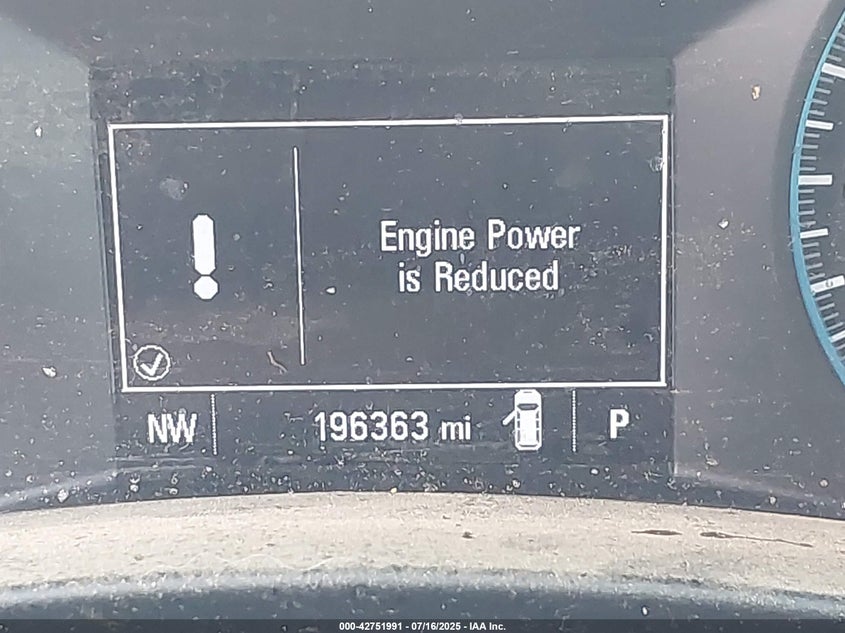 Engine Power
is Reduced
NW 196363 mi P
000-42751991 - 07/16/2025 - IAA Inc.